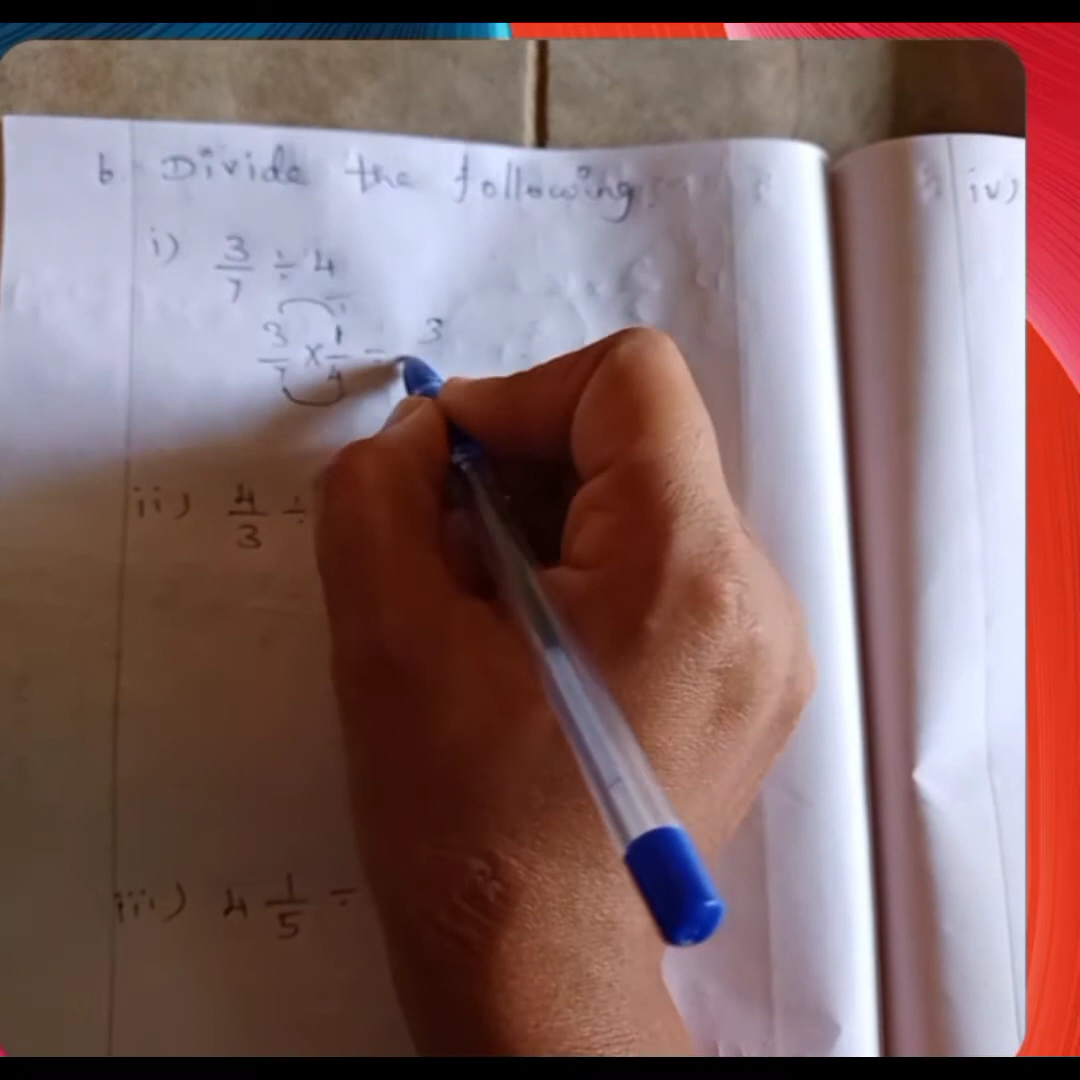 b Divide the following:
i) 3/7 ÷ 4
3/7 × 1/4 = 3
ii) 4/3 ÷
iii) 4 1/5 ÷
iv)